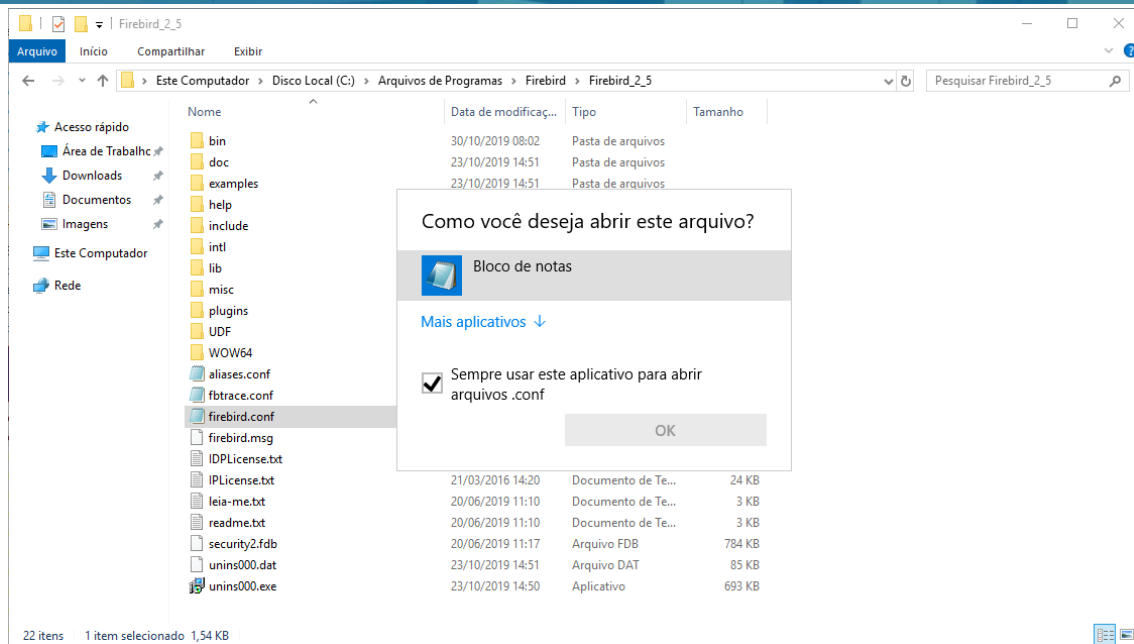 Firebird_2_5
Arquivo Início Compartilhar Exibir
Este Computador > Disco Local (C:) > Arquivos de Programas > Firebird > Firebird_2_5
Pesquisar Firebird_2_5
Nome Data de modificaç... Tipo Tamanho
Acesso rápido
Área de Trabalhc
Downloads
Documentos
Imagens
Este Computador
Rede
bin 30/10/2019 08:02 Pasta de arquivos
doc 23/10/2019 14:51 Pasta de arquivos
examples 23/10/2019 14:51 Pasta de arquivos
help
include
intl
lib
misc
plugins
UDF
WOW64
aliases.conf
fbtrace.conf
firebird.conf
firebird.msg
IDPLicense.txt
IPLicense.txt 21/03/2016 14:20 Documento de Te... 24 KB
leia-me.txt 20/06/2019 11:10 Documento de Te... 3 KB
readme.txt 20/06/2019 11:10 Documento de Te... 3 KB
security2.fdb 20/06/2019 11:17 Arquivo FDB 784 KB
unins000.dat 23/10/2019 14:51 Arquivo DAT 85 KB
unins000.exe 23/10/2019 14:50 Aplicativo 693 KB
Como você deseja abrir este arquivo?
Bloco de notas
Mais aplicativos
Sempre usar este aplicativo para abrir
arquivos .conf
OK
22 itens 1 item selecionado 1,54 KB